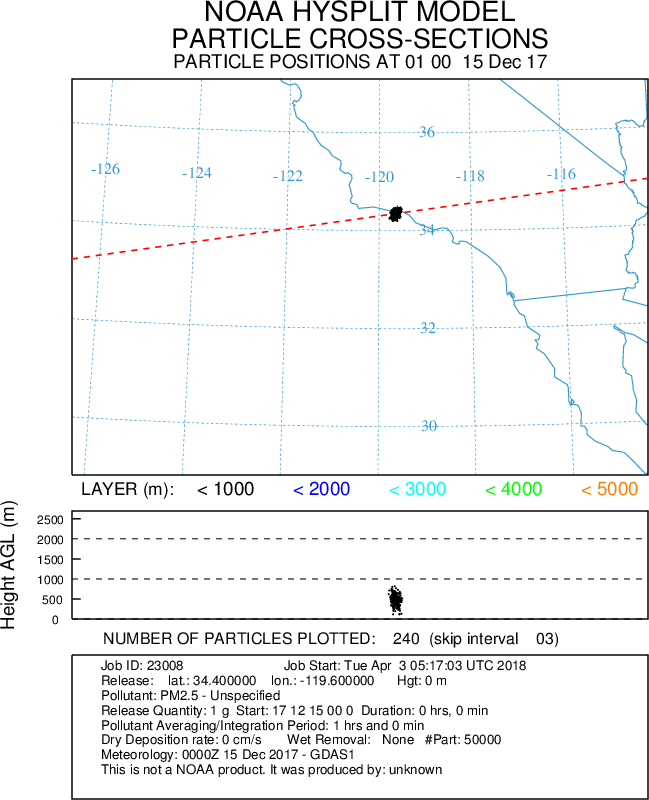 NOAA HYSPLIT MODEL
PARTICLE CROSS-SECTIONS
PARTICLE POSITIONS AT 01 00 15 Dec 17
36
-126 -124 -122 -120 -118 -116
34
32
30
LAYER (m): < 1000 < 2000 < 3000 < 4000 < 5000
Height AGL (m)
2500
2000
1500
1000
500
0
NUMBER OF PARTICLES PLOTTED: 240 (skip interval 03)
Job ID: 23008 Job Start: Tue Apr 3 05:17:03 UTC 2018
Release: lat.: 34.400000 lon.: -119.600000 Hgt: 0 m
Pollutant: PM2.5 - Unspecified
Release Quantity: 1 g Start: 17 12 15 00 0 Duration: 0 hrs, 0 min
Pollutant Averaging/Integration Period: 1 hrs and 0 min
Dry Deposition rate: 0 cm/s Wet Removal: None #Part: 50000
Meteorology: 0000Z 15 Dec 2017 - GDAS1
This is not a NOAA product. It was produced by: unknown